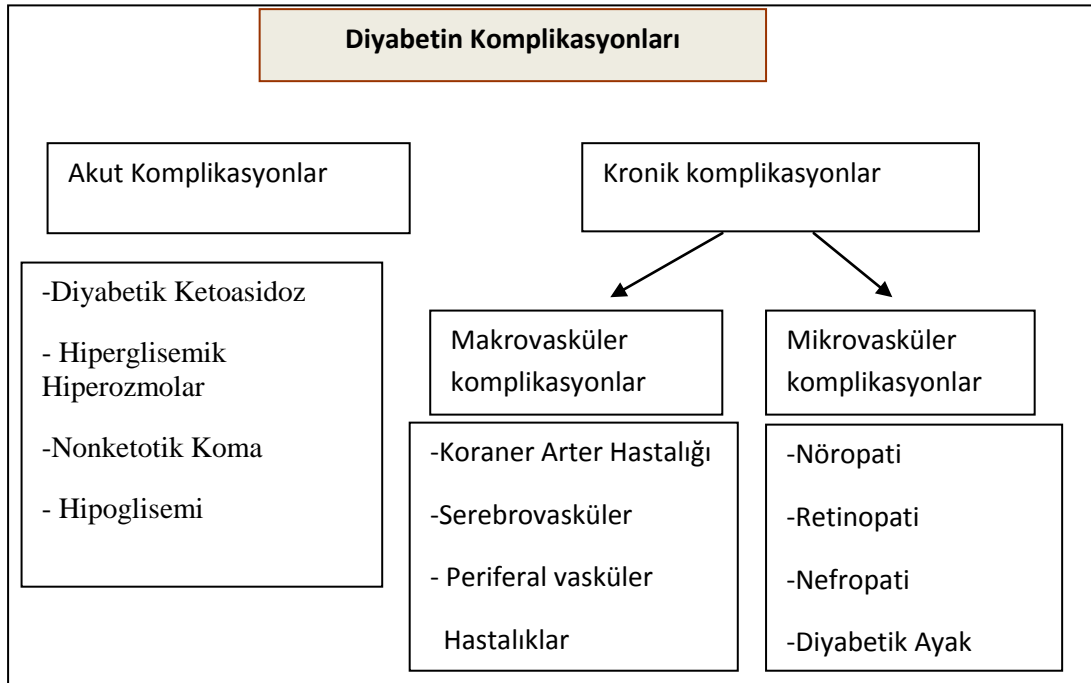 Diyabetin Komplikasyonları
Akut Komplikasyonlar
-Diyabetik Ketoasidoz
- Hiperglisemik
Hiperozmolar
-Nonketotik Koma
- Hipoglisemi
Kronik komplikasyonlar
Makrovasküler
komplikasyonlar
-Koraner Arter Hastalığı
-Serebrovasküler
- Periferal vasküler
Hastalıklar
Mikrovasküler
komplikasyonlar
-Nöropati
-Retinopati
-Nefropati
-Diyabetik Ayak